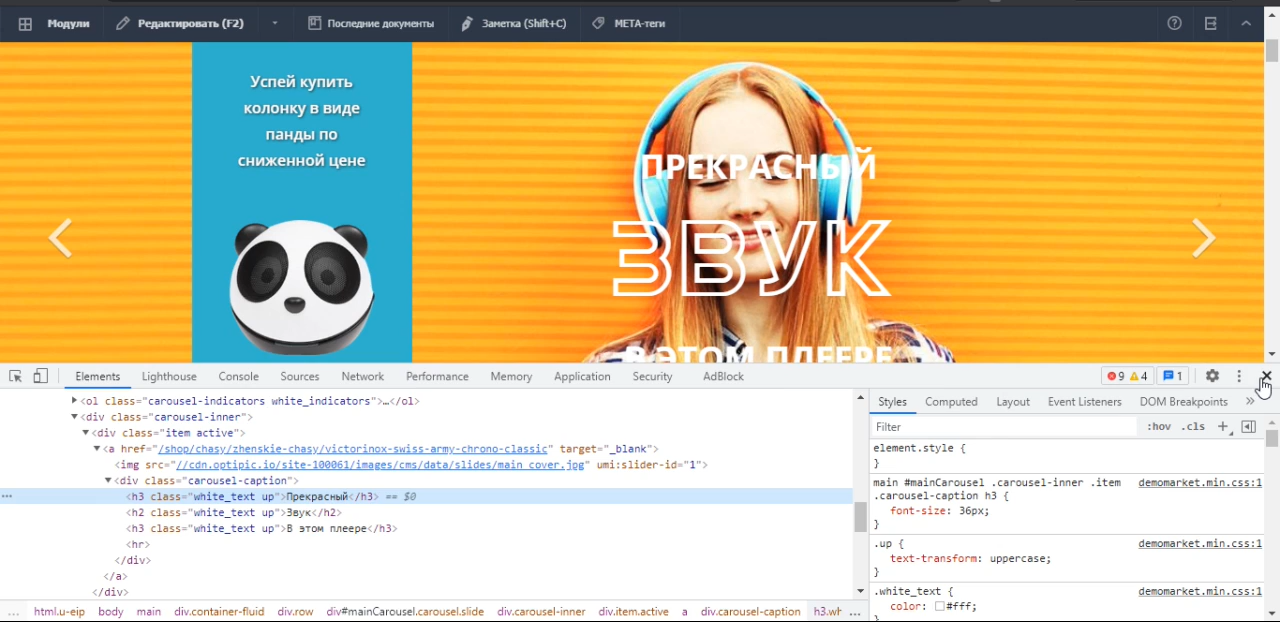 Модули
Редактировать (F2)
Последние документы
Заметка (Shift+C)
META-теги
Успей купить
колонку в виде
панды по
сниженной цене
ПРЕКРАСНЫЙ
ЗВУК
В ЭТОМ ПЛЕЕРЕ
Elements Lighthouse Console Sources Network Performance Memory Application Security AdBlock
9 4 1
<ol class="carousel-indicators white_indicators">…</ol>
<div class="carousel-inner">
<div class="item active">
<a href="/shop/chasy/zhenskie-chasy/victorinox-swiss-army-chrono-classic" target="_blank">
<img src="//cdn.optipic.io/site-100061/images/cms/data/slides/main_cover.jpg" umi:slider-id="1">
<div class="carousel-caption">
<h3 class="white_text up">Прекрасный</h3> == $0
<h2 class="white_text up">Звук</h2>
<h3 class="white_text up">В этом плеере</h3>
<hr>
</div>
</a>
</div>
… html.u-eip body main div.container-fluid div.row div#mainCarousel.carousel.slide div.carousel-inner div.item.active a div.carousel-caption h3.wh …
Styles Computed Layout Event Listeners DOM Breakpoints »
Filter :hov .cls +
element.style {
}
main #mainCarousel .carousel-inner .item demomarket.min.css:1
.carousel-caption h3 {
font-size: 36px;
}
.up { demomarket.min.css:1
text-transform: uppercase;
}
.white_text { demomarket.min.css:1
color: #fff;
}